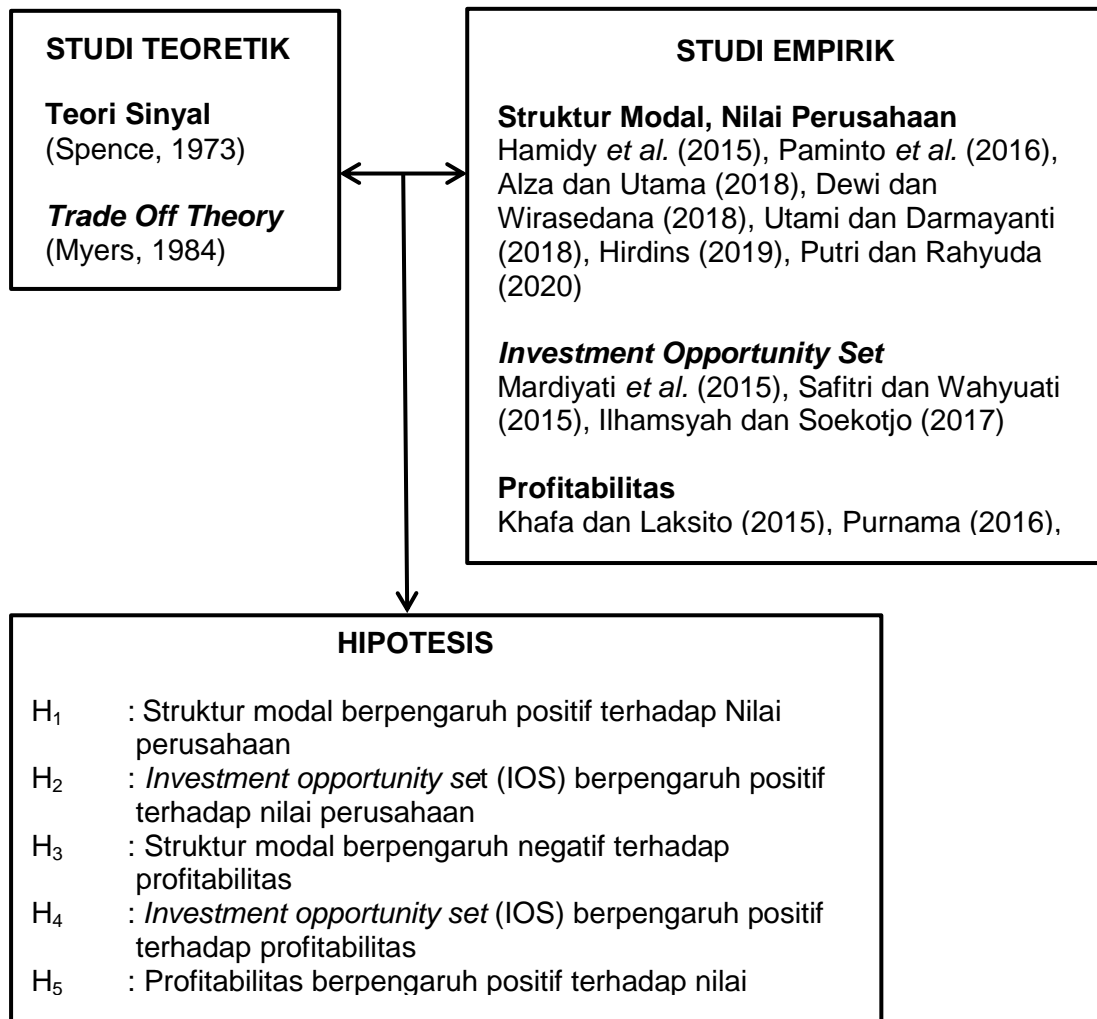 STUDI TEORETIK
Teori Sinyal
(Spence, 1973)
Trade Off Theory
(Myers, 1984)
STUDI EMPIRIK
Struktur Modal, Nilai Perusahaan
Hamidy et al. (2015), Paminto et al. (2016),
Alza dan Utama (2018), Dewi dan
Wirasedana (2018), Utami dan Darmayanti
(2018), Hirdins (2019), Putri dan Rahyuda
(2020)
Investment Opportunity Set
Mardiyati et al. (2015), Safitri dan Wahyuati
(2015), Ilhamsyah dan Soekotjo (2017)
Profitabilitas
Khafa dan Laksito (2015), Purnama (2016),
HIPOTESIS
H₁ : Struktur modal berpengaruh positif terhadap Nilai
perusahaan
H₂ : Investment opportunity set (IOS) berpengaruh positif
terhadap nilai perusahaan
H₃ : Struktur modal berpengaruh negatif terhadap
profitabilitas
H₄ : Investment opportunity set (IOS) berpengaruh positif
terhadap profitabilitas
H₅ : Profitabilitas berpengaruh positif terhadap nilai